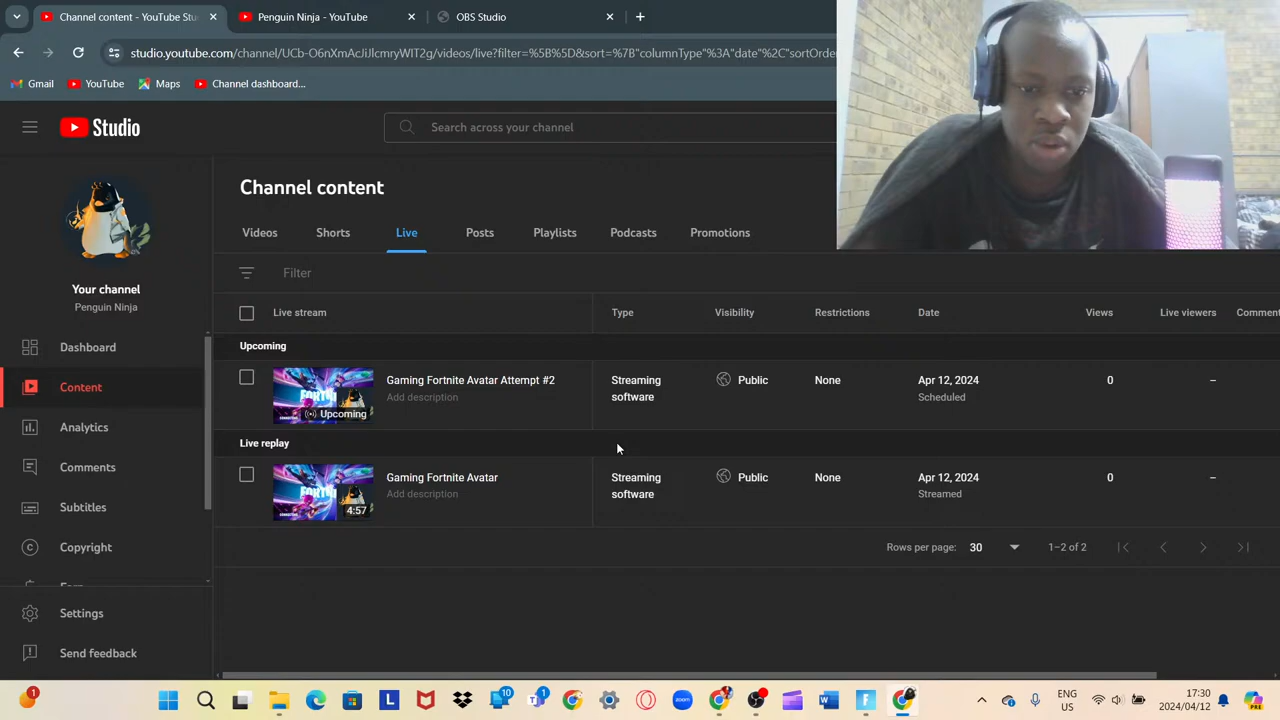 Channel content - YouTube Stu
Penguin Ninja - YouTube
OBS Studio
studio.youtube.com/channel/UCb-O6nXmAcJiJlcmryWIT2g/videos/live?filter=%5B%5D&sort=%7B"columnType"%3A"date"%2C"sortOrder
Gmail
YouTube
Maps
Channel dashboard...
Studio
Search across your channel
Your channel
Penguin Ninja
Dashboard
Content
Analytics
Comments
Subtitles
Copyright
Settings
Send feedback
Channel content
Videos Shorts Live Posts Playlists Podcasts Promotions
Filter
Live stream Type Visibility Restrictions Date Views Live viewers Comment
Upcoming
Gaming Fortnite Avatar Attempt #2
Add description
Upcoming
Streaming
software
Public
None
Apr 12, 2024
Scheduled
0
–
Live replay
Gaming Fortnite Avatar
Add description
4:57
Streaming
software
Public
None
Apr 12, 2024
Streamed
0
–
Rows per page: 30 1–2 of 2
1
10
1
ENG
US
17:30
2024/04/12
PRE